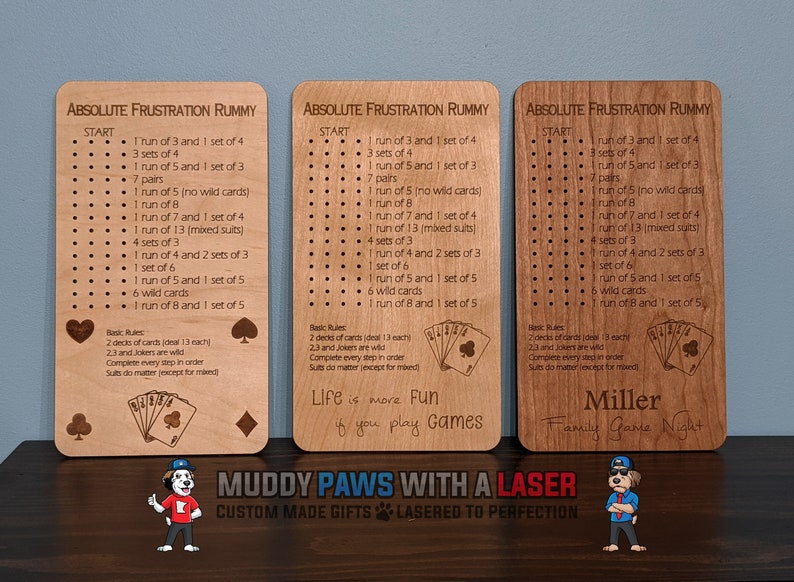 Absolute Frustration Rummy
START
1 run of 3 and 1 set of 4
3 sets of 4
1 run of 5 and 1 set of 3
7 pairs
1 run of 5 (no wild cards)
1 run of 8
1 run of 7 and 1 set of 4
1 run of 13 (mixed suits)
4 sets of 3
1 run of 4 and 2 sets of 3
1 set of 6
1 run of 5 and 1 set of 5
6 wild cards
1 run of 8 and 1 set of 5
Basic Rules:
2 decks of cards (deal 13 each)
2,3 and Jokers are wild
Complete every step in order
Suits do matter (except for mixed)
Absolute Frustration Rummy
START
1 run of 3 and 1 set of 4
3 sets of 4
1 run of 5 and 1 set of 3
7 pairs
1 run of 5 (no wild cards)
1 run of 8
1 run of 7 and 1 set of 4
1 run of 13 (mixed suits)
4 sets of 3
1 run of 4 and 2 sets of 3
1 set of 6
1 run of 5 and 1 set of 5
6 wild cards
1 run of 8 and 1 set of 5
Basic Rules:
2 decks of cards (deal 13 each)
2,3 and Jokers are wild
Complete every step in order
Suits do matter (except for mixed)
Life is more Fun
if you play Games
Absolute Frustration Rummy
START
1 run of 3 and 1 set of 4
3 sets of 4
1 run of 5 and 1 set of 3
7 pairs
1 run of 5 (no wild cards)
1 run of 8
1 run of 7 and 1 set of 4
1 run of 13 (mixed suits)
4 sets of 3
1 run of 4 and 2 sets of 3
1 set of 6
1 run of 5 and 1 set of 5
6 wild cards
1 run of 8 and 1 set of 5
Basic Rules:
2 decks of cards (deal 13 each)
2,3 and Jokers are wild
Complete every step in order
Suits do matter (except for mixed)
Miller
Family Game Night
MUDDY PAWS WITH A LASER
Custom Made Gifts Lasered To Perfection